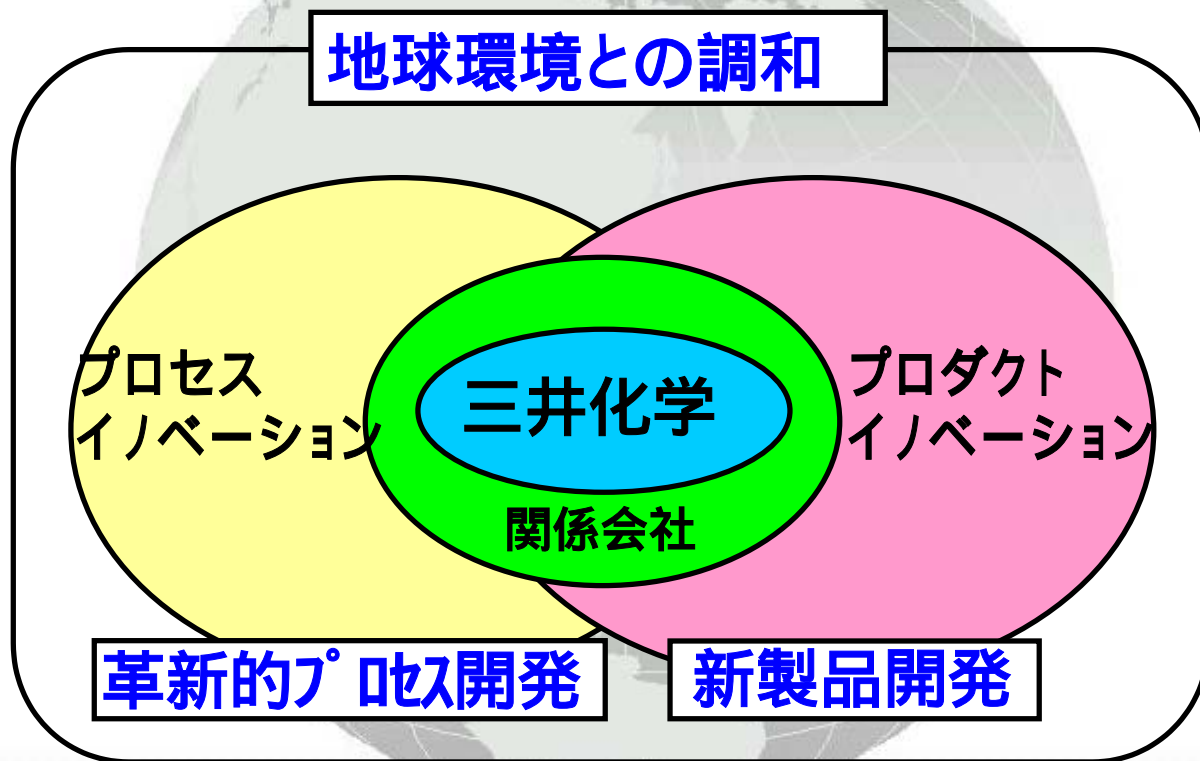 地球環境との調和
プロセス
イノベーション
三井化学
関係会社
プロダクト
イノベーション
革新的ﾌﾟﾛｾｽ開発
新製品開発